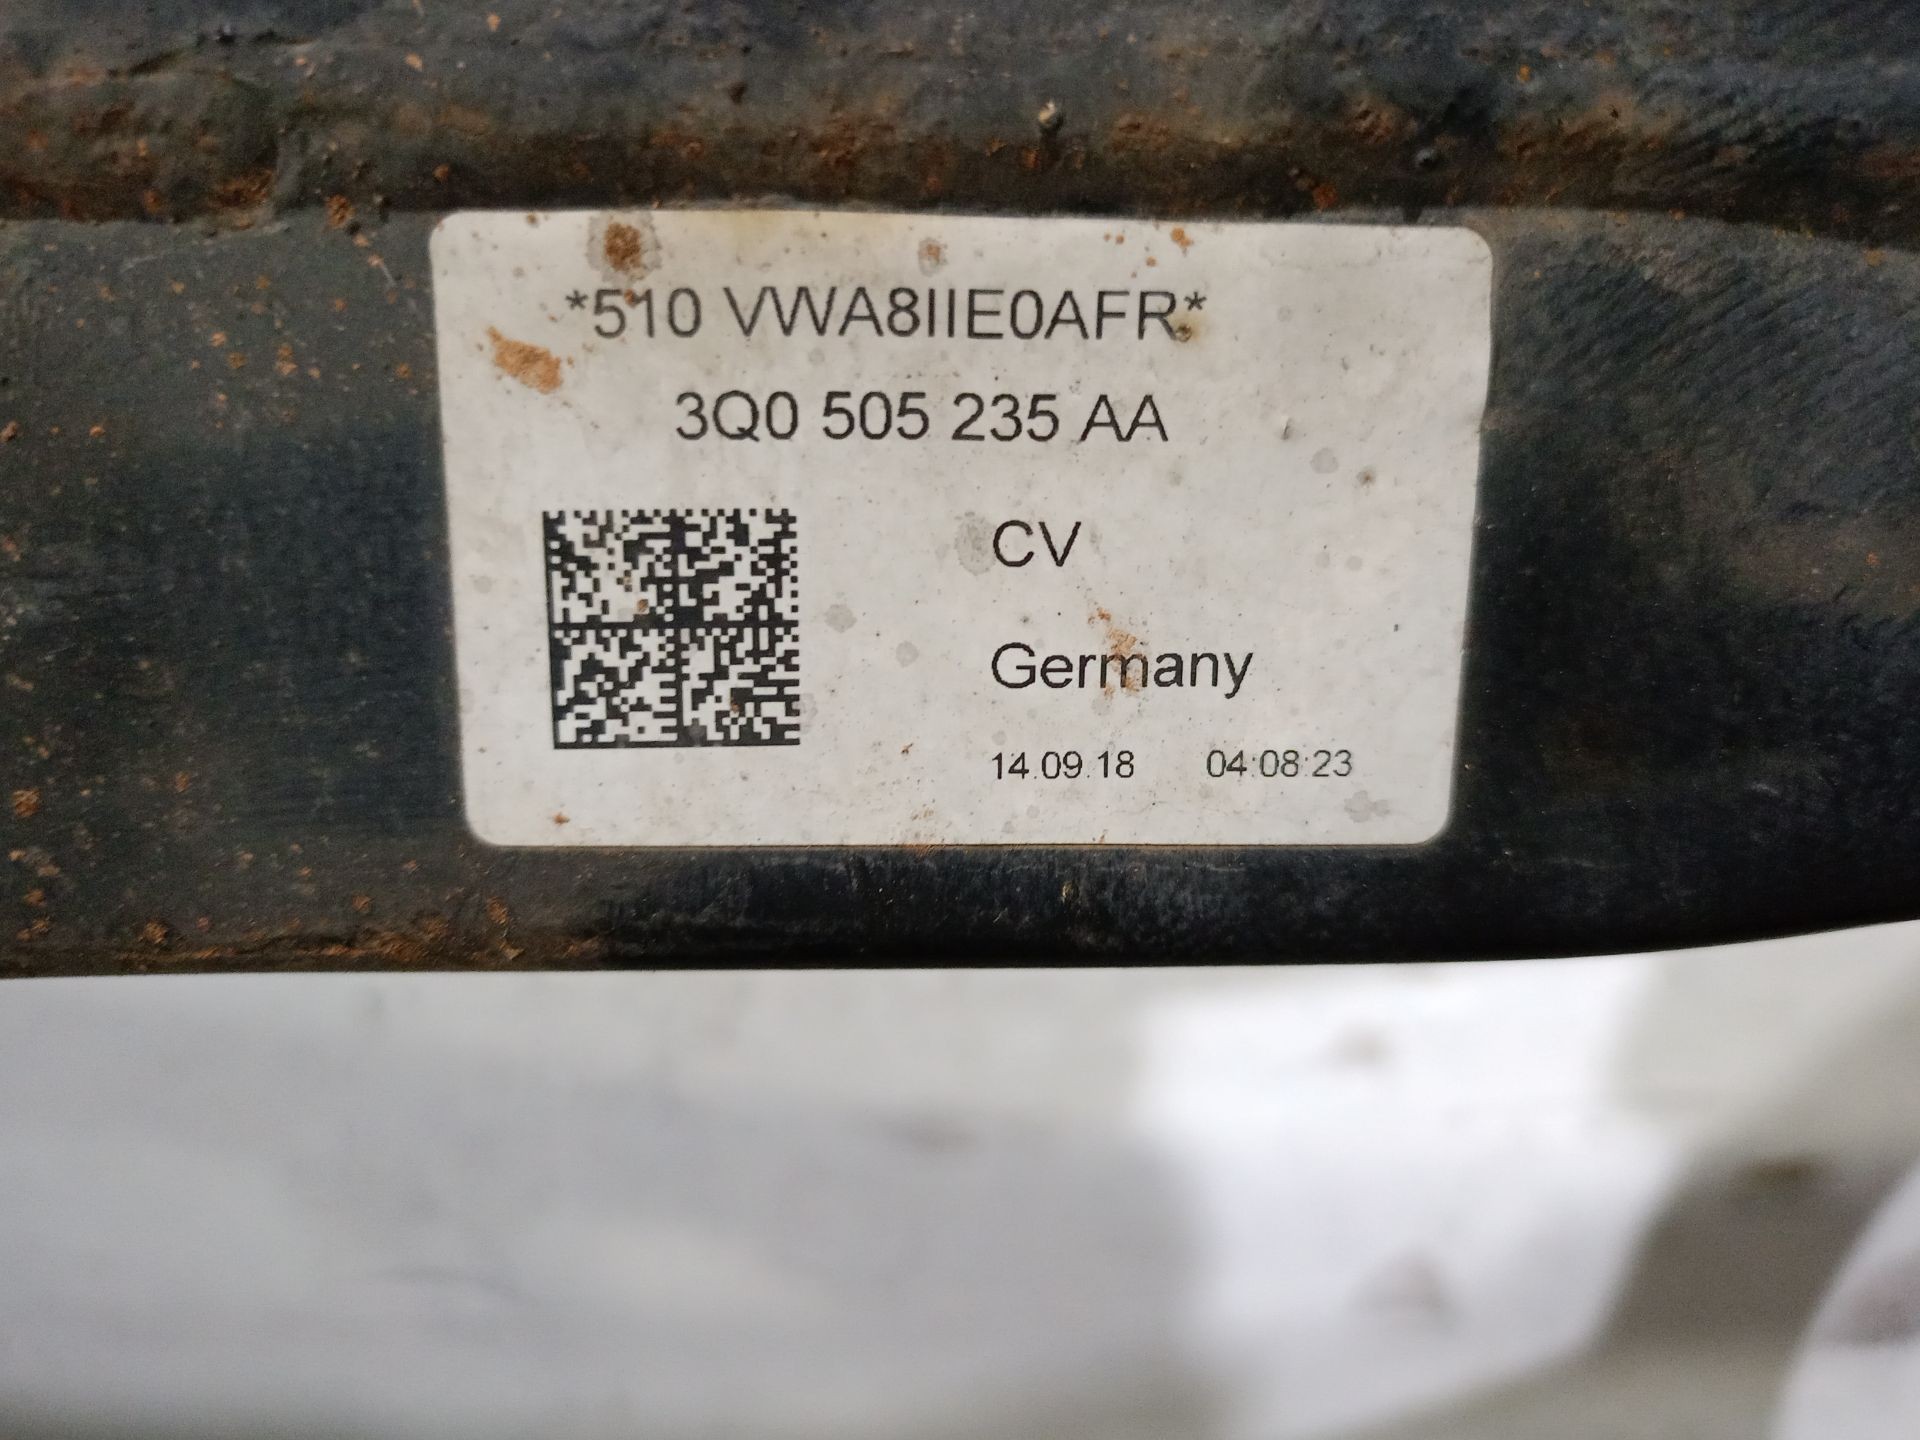 *510 VWA8IIE0AFR*
3Q0 505 235 AA
CV
Germany
14.09.18 04:08:23